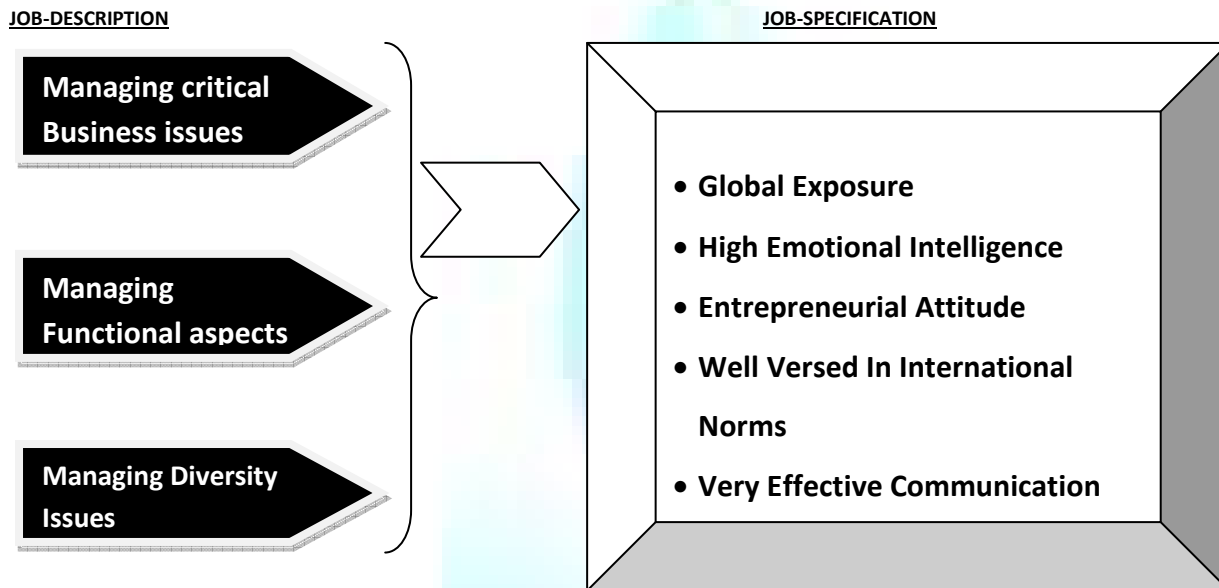 JOB-DESCRIPTION
JOB-SPECIFICATION
Managing critical
Business issues
Managing
Functional aspects
Managing Diversity
Issues
• Global Exposure
• High Emotional Intelligence
• Entrepreneurial Attitude
• Well Versed In International
Norms
• Very Effective Communication